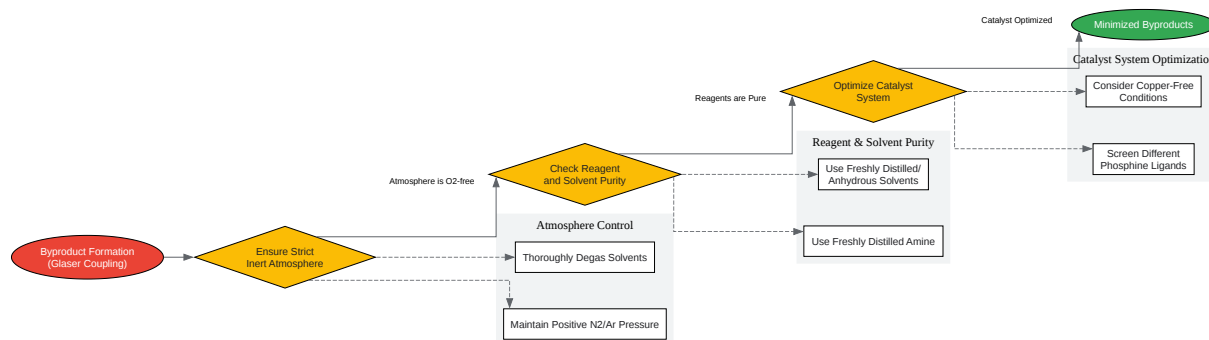 Byproduct Formation
(Glaser Coupling)
Ensure Strict
Inert Atmosphere
Atmosphere is O2-free
Atmosphere Control
Thoroughly Degas Solvents
Maintain Positive N2/Ar Pressure
Check Reagent
and Solvent Purity
Reagents are Pure
Reagent & Solvent Purity
Use Freshly Distilled/
Anhydrous Solvents
Use Freshly Distilled Amine
Optimize Catalyst
System
Catalyst Optimized
Minimized Byproducts
Catalyst System Optimizatio
Consider Copper-Free
Conditions
Screen Different
Phosphine Ligands